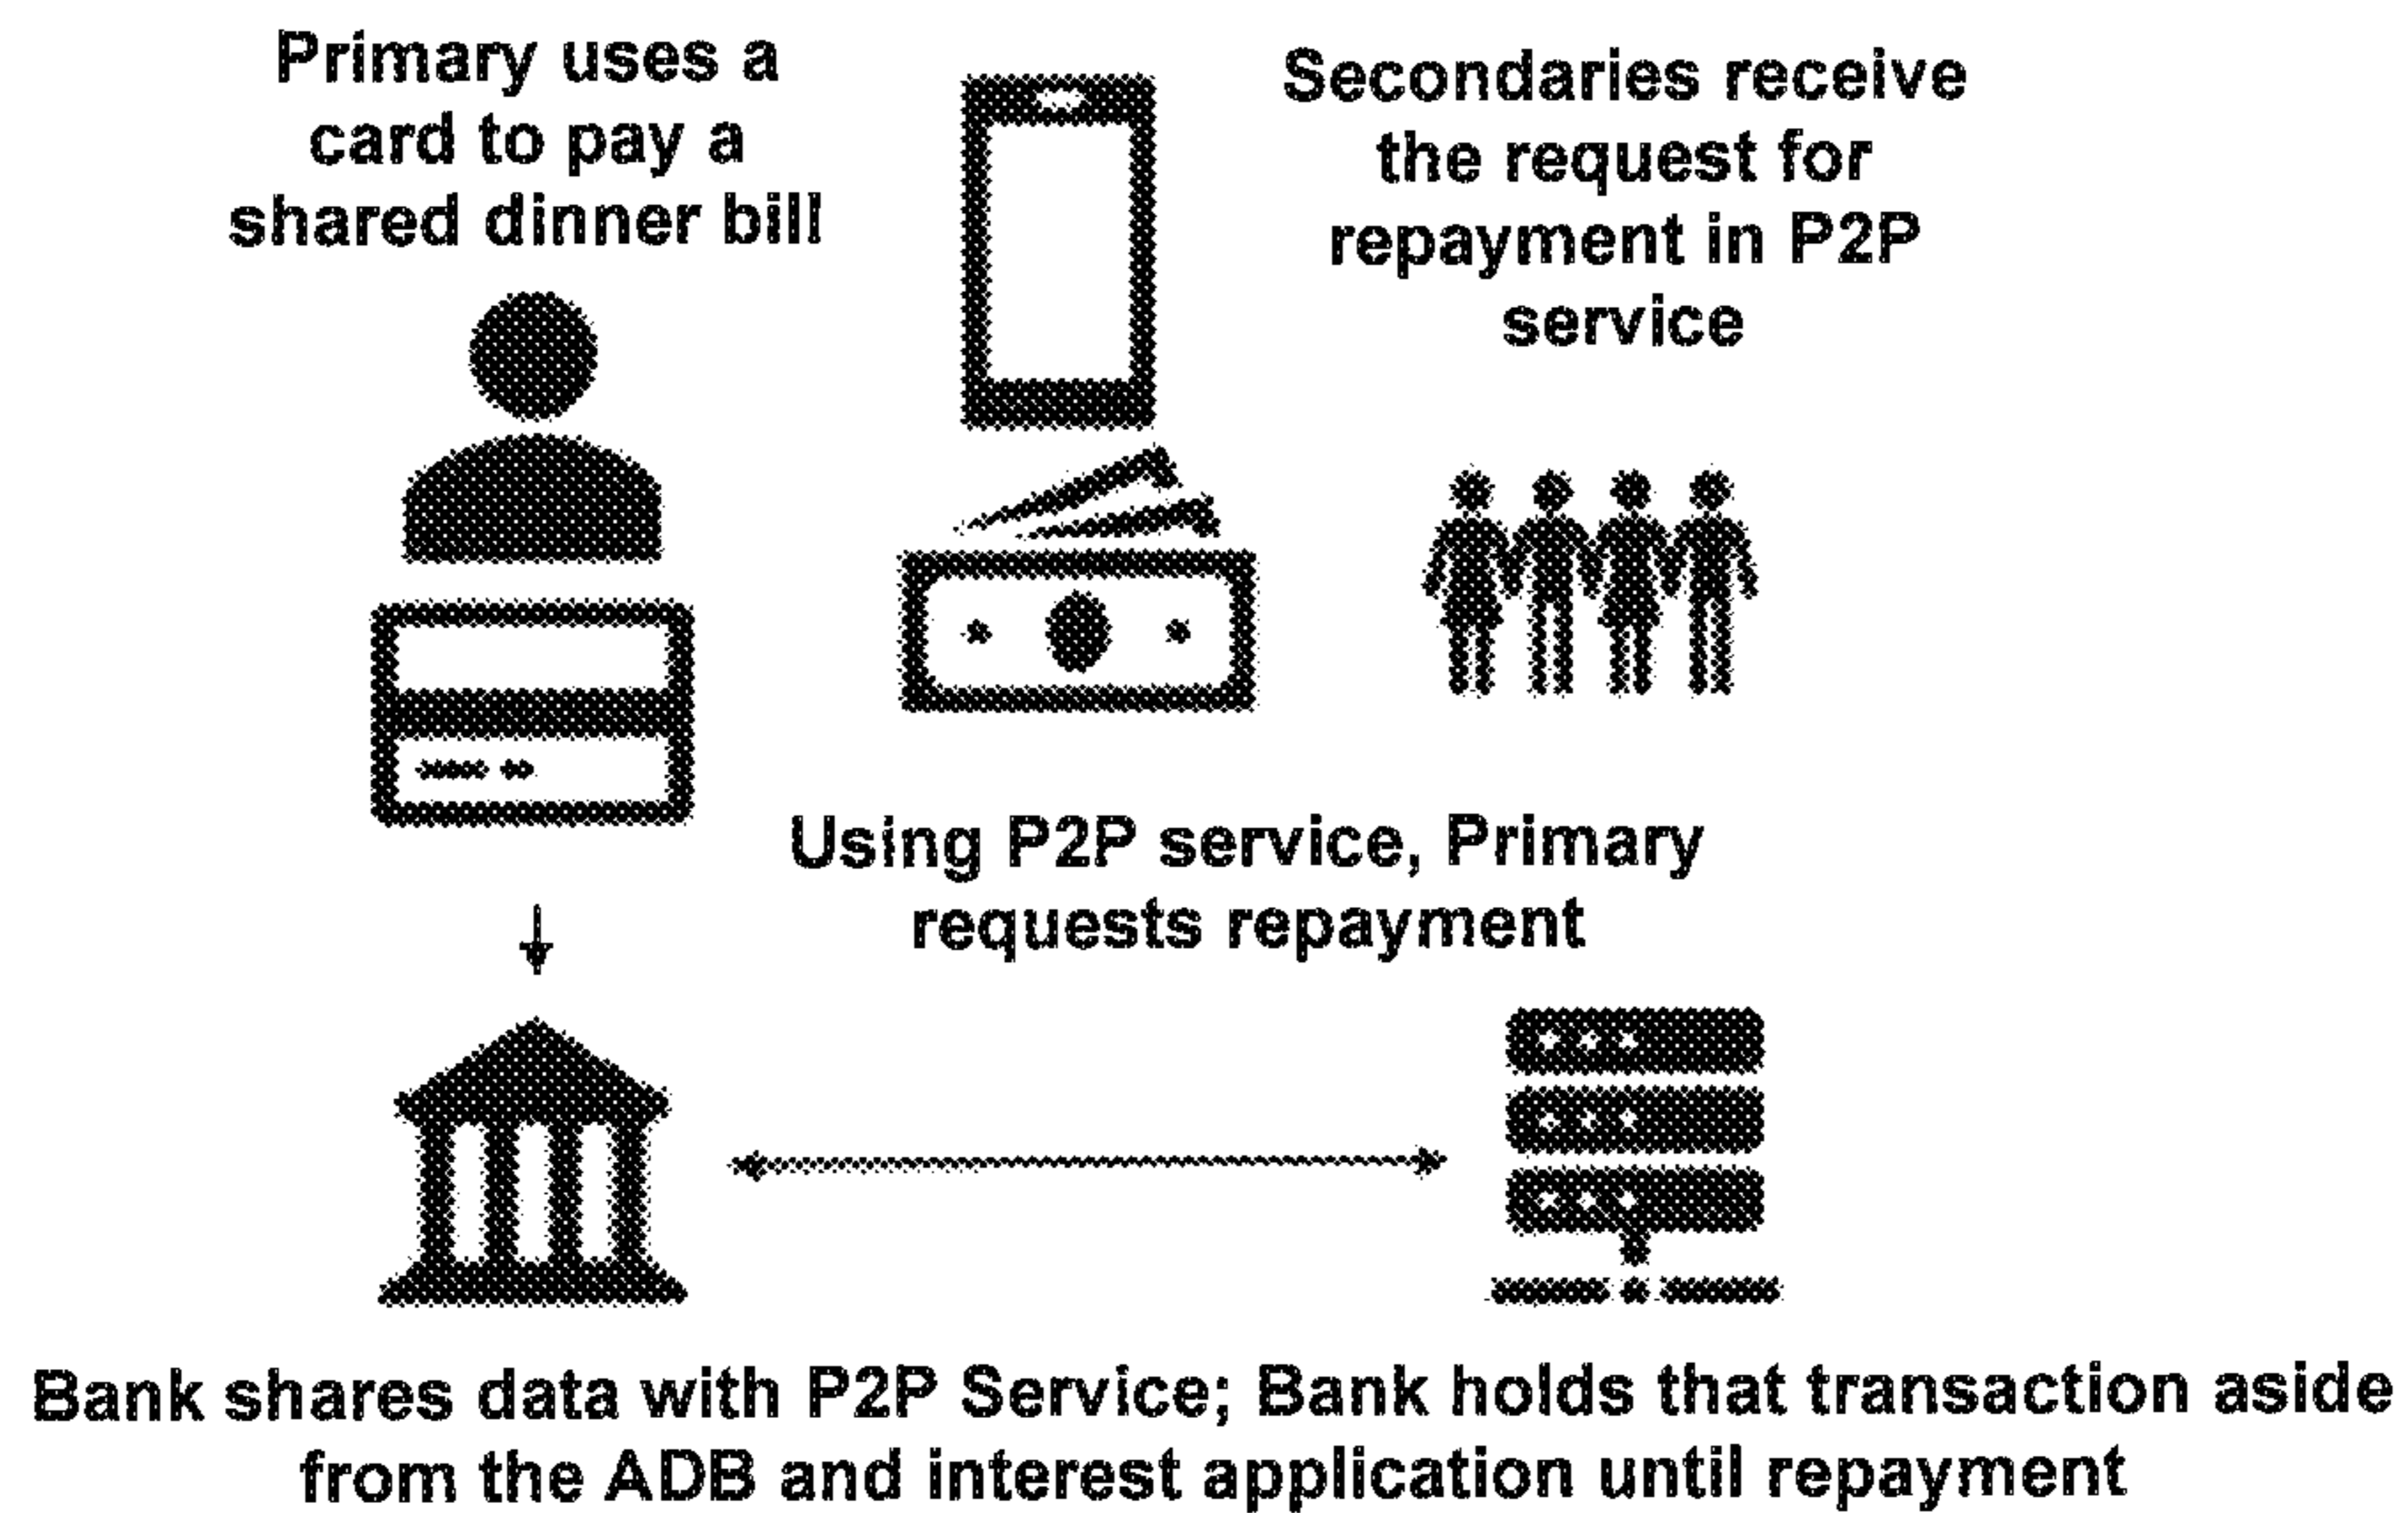 Primary uses a
card to pay a
shared dinner bill
Secondaries receive
the request for
repayment in P2P
service
Using P2P service, Primary
requests repayment
Bank shares data with P2P Service; Bank holds that transaction aside
from the ADB and interest application until repayment